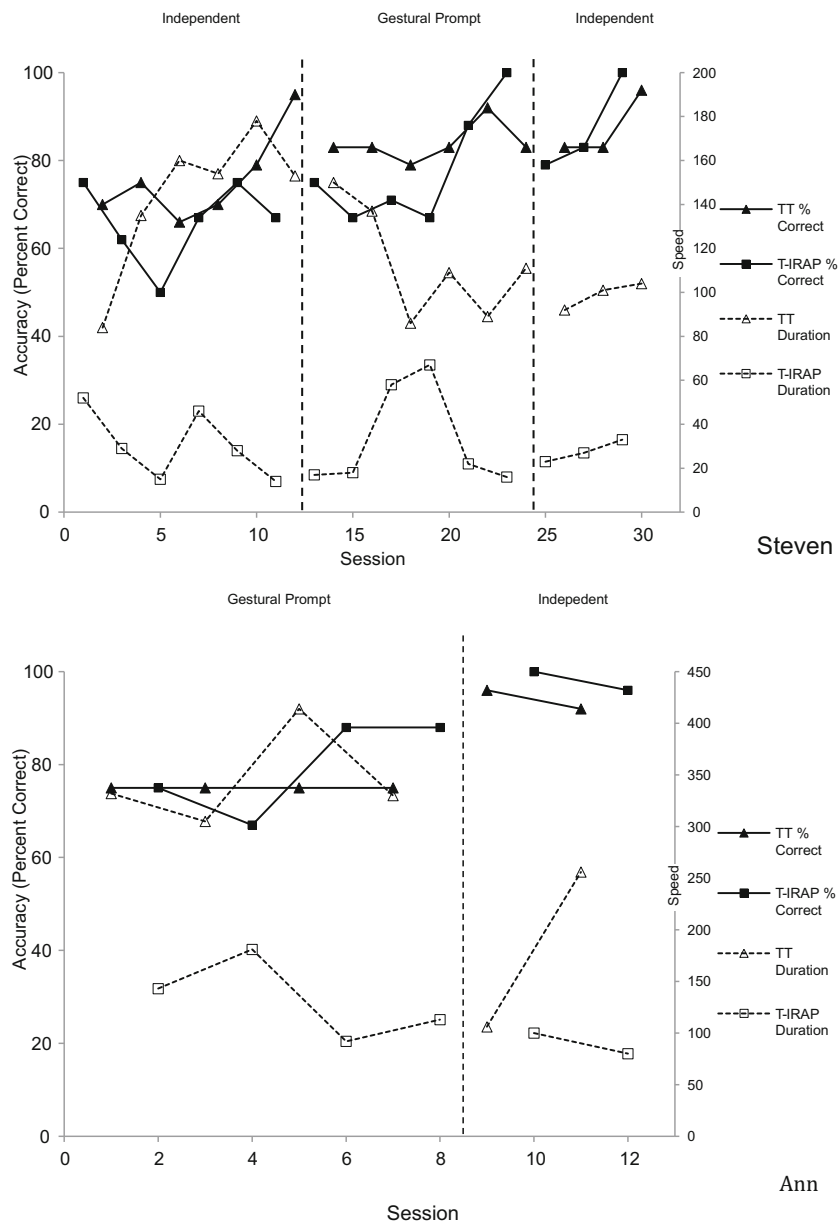 Independent Gestural Prompt Independent
100
80
60
40
20
0
Accuracy (Percent Correct)
200
180
160
140
120
100
80
60
40
20
0
Speed
0 5 10 15 20 25 30
Session
TT %
Correct
T-IRAP %
Correct
TT
Duration
T-IRAP
Duration
Steven
Gestural Prompt Indepedent
100
80
60
40
20
0
Accuracy (Percent Correct)
450
400
350
300
250
200
150
100
50
0
Speed
0 2 4 6 8 10 12
Session
TT %
Correct
T-IRAP %
Correct
TT
Duration
T-IRAP
Duration
Ann